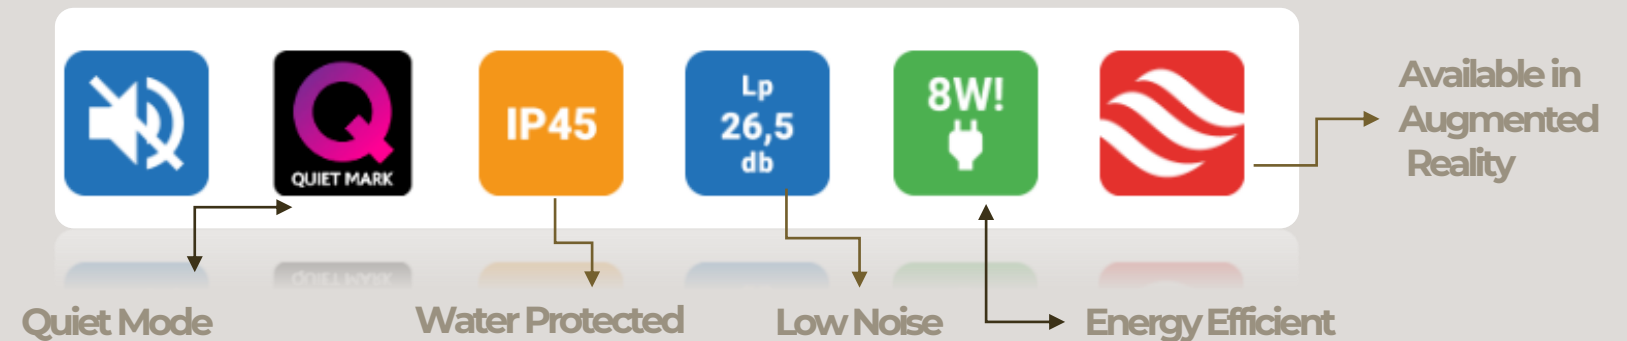 Q
QUIET MARK
IP45
Lp
26,5
db
8W!
Available in
Augmented
Reality
Quiet Mode
Water Protected
Low Noise
Energy Efficient